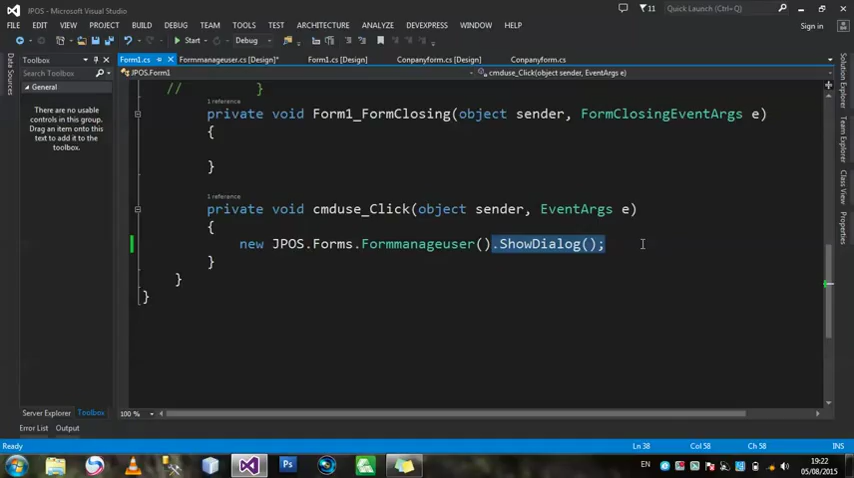 JPOS - Microsoft Visual Studio
11
Quick Launch (Ctrl+Q)
FILE EDIT VIEW PROJECT BUILD DEBUG TEAM TOOLS TEST ARCHITECTURE ANALYZE DEVEXPRESS WINDOW HELP
Sign in
Start
Debug
Data Sources
Toolbox
Search Toolbox
General
There are no usable
controls in this group.
Drag an item onto this
text to add it to the
toolbox.
Form1.cs
Formmanageuser.cs [Design]*
Form1.cs [Design]
Conpanyform.cs [Design]
Conpanyform.cs
JPOS.Form1
cmduse_Click(object sender, EventArgs e)
// }
1 reference
private void Form1_FormClosing(object sender, FormClosingEventArgs e)
{
}
1 reference
private void cmduse_Click(object sender, EventArgs e)
{
new JPOS.Forms.Formmanageuser().ShowDialog();
}
}
}
Solution Explorer
Team Explorer
Class View
Properties
100 %
Server Explorer Toolbox
Error List Output
Ready
Ln 38
Col 58
Ch 58
INS
Ps
EN
19:22
05/08/2015